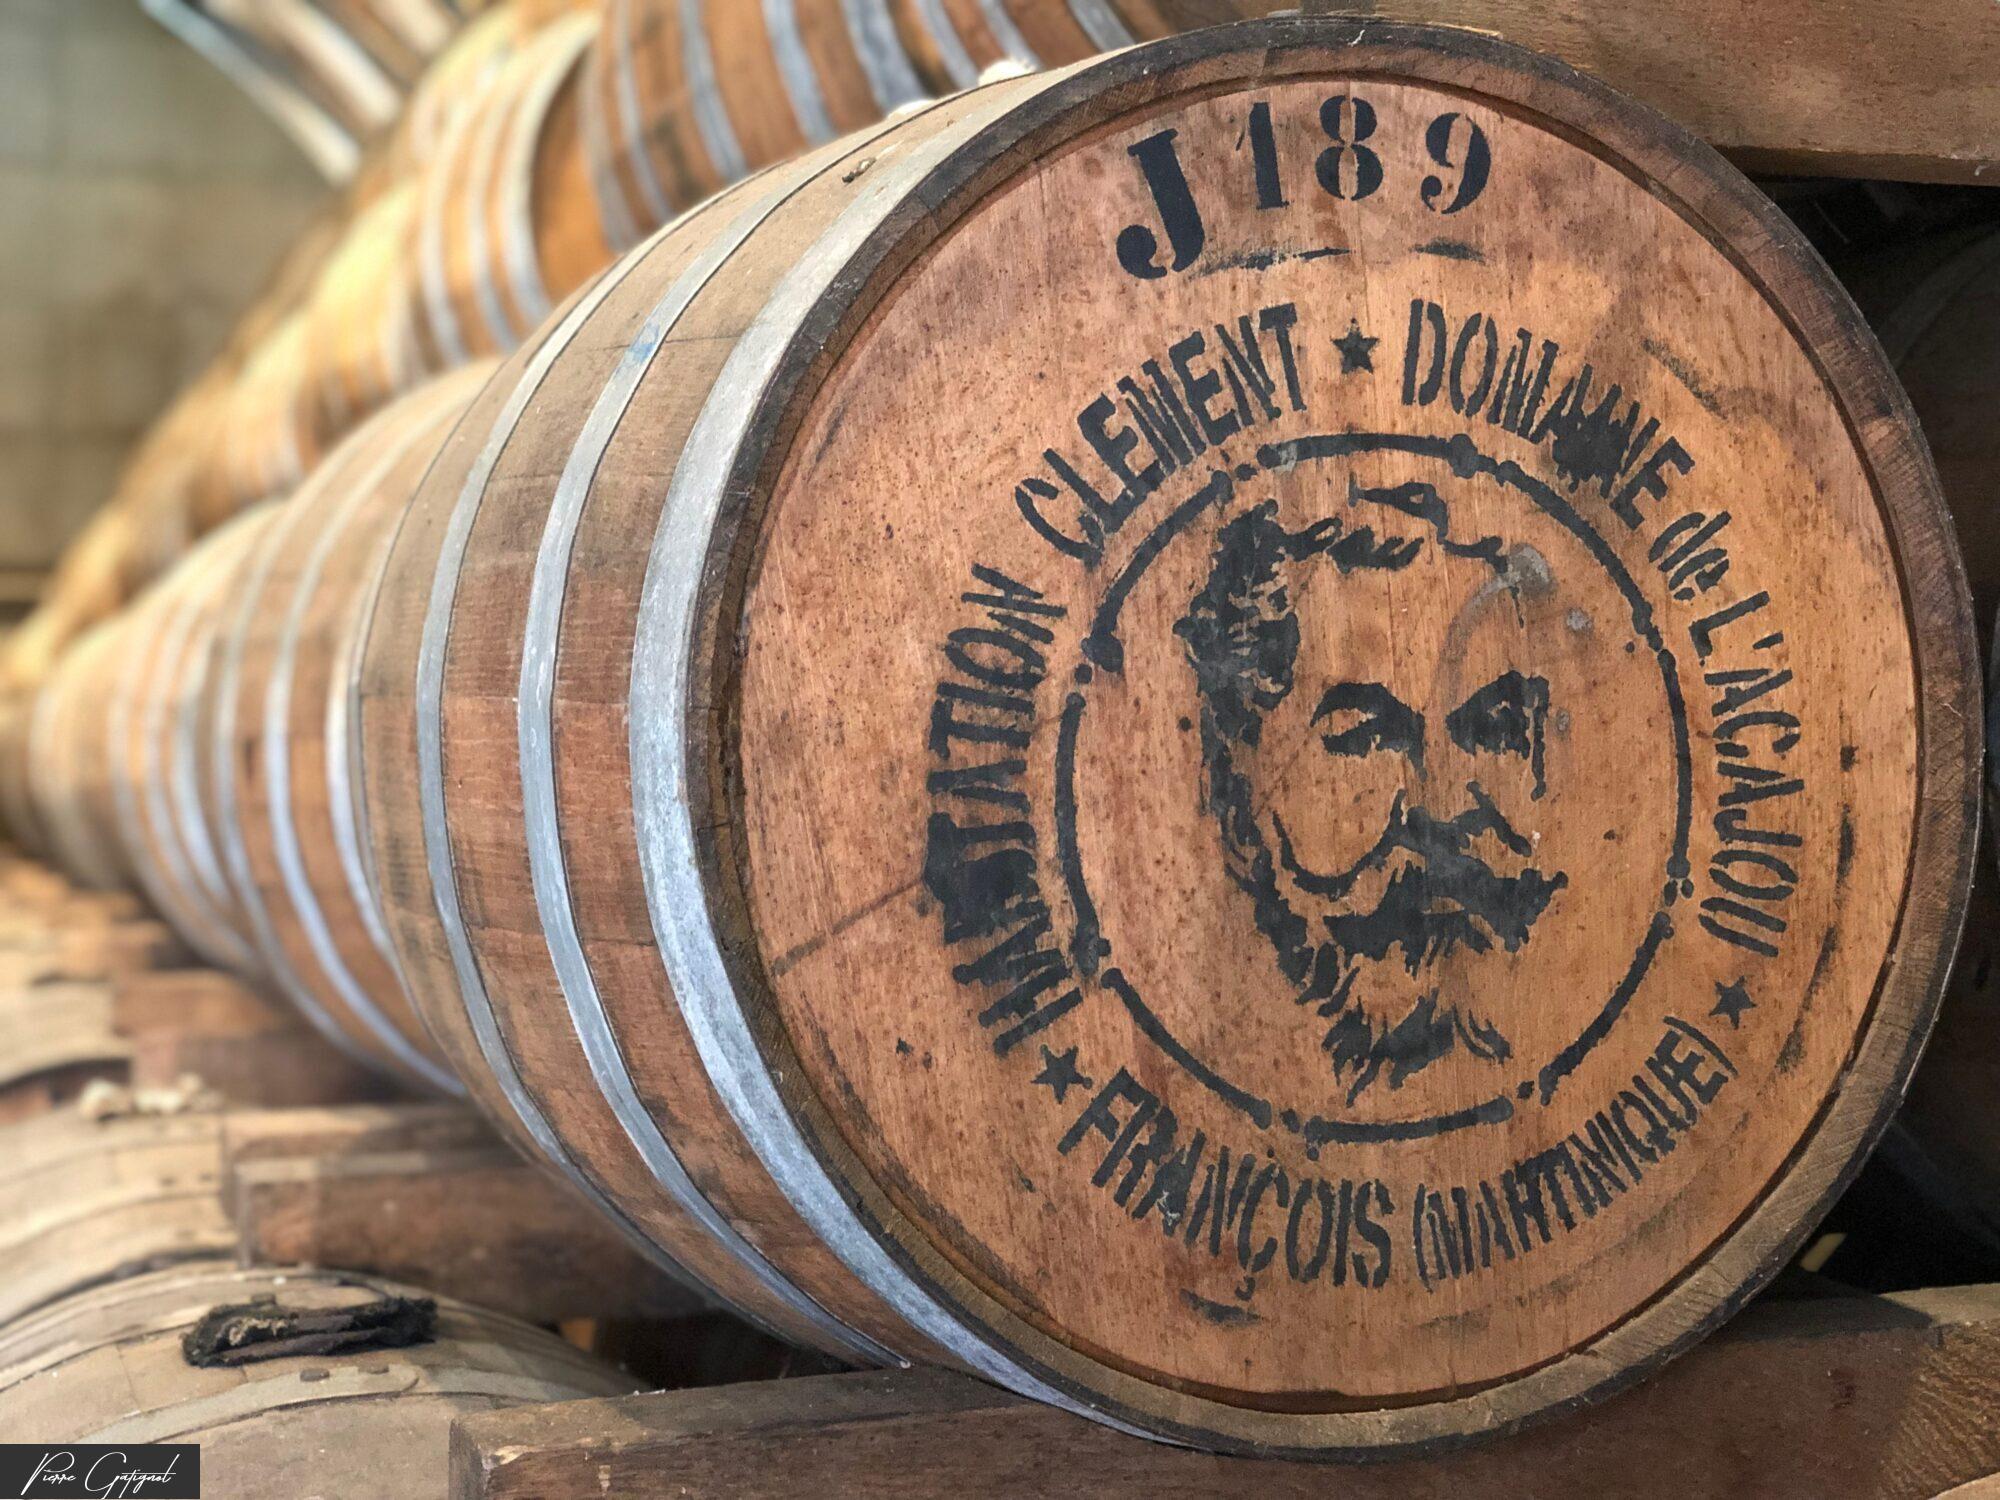 J189
HABITATION CLEMENT ★ DOMAINE de L'ACAJOU ★
FRANÇOIS (MARTINIQUE) ★
Pierre Gatignol